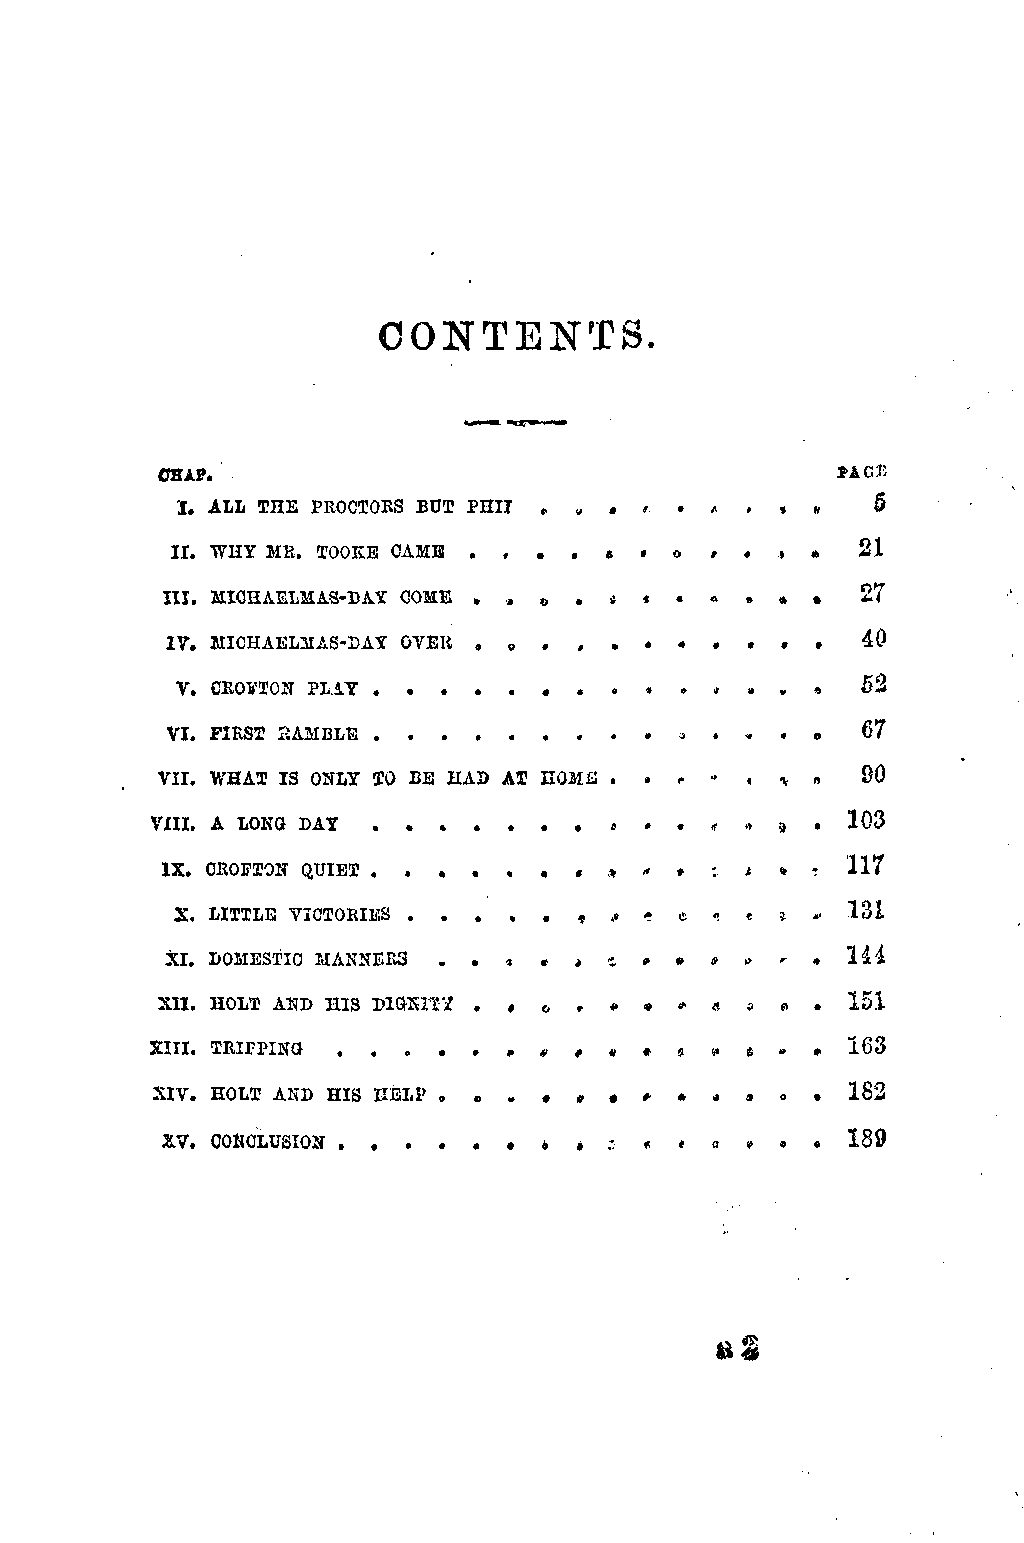 CONTENTS.
CHAP. PAGE
I. ALL THE PROCTORS BUT PHIL . . . . . . . . . 5
II. WHY MR. TOOKE CAME . . . . . . . . . . . 21
III. MICHAELMAS-DAY COME . . . . . . . . . . . 27
IV. MICHAELMAS-DAY OVER . . . . . . . . . . . 40
V. CROFTON PLAY . . . . . . . . . . . . . . 52
VI. FIRST RAMBLE . . . . . . . . . . . . . . 67
VII. WHAT IS ONLY TO BE HAD AT HOME . . . . . . . 90
VIII. A LONG DAY . . . . . . . . . . . . . . 103
IX. CROFTON QUIET . . . . . . . . . . . . . . 117
X. LITTLE VICTORIES . . . . . . . . . . . . . 131
XI. DOMESTIC MANNERS . . . . . . . . . . . . 144
XII. HOLT AND HIS DIGNITY . . . . . . . . . . . 151
XIII. TRIPPING . . . . . . . . . . . . . . . 163
XIV. HOLT AND HIS HELP . . . . . . . . . . . . 182
XV. CONCLUSION . . . . . . . . . . . . . . . 189
B 2